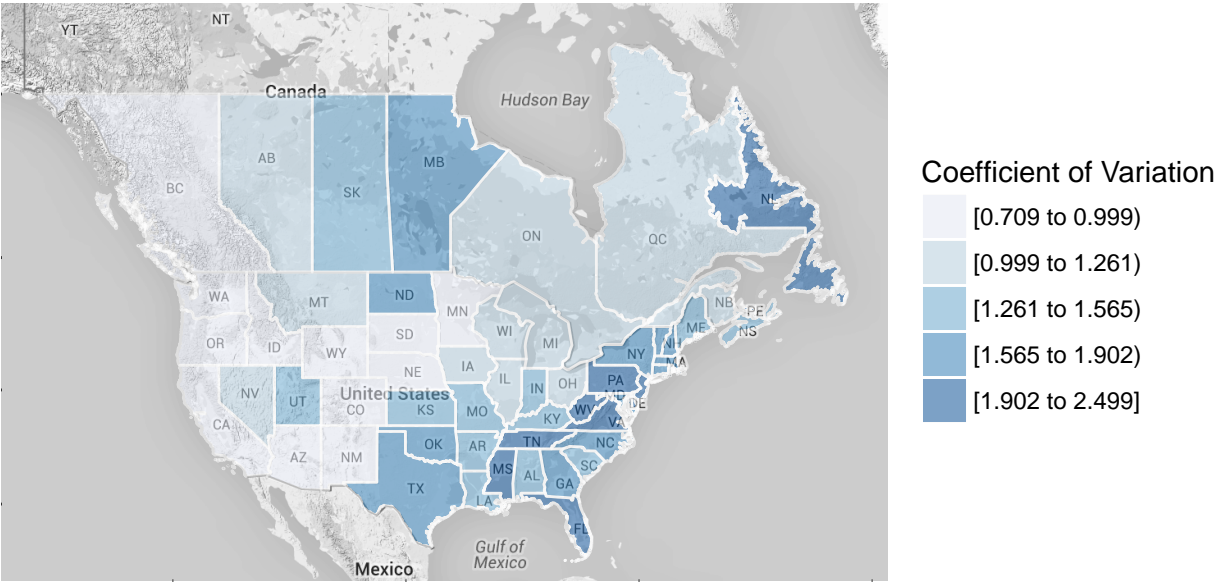 NT
YT
Canada
Hudson Bay
AB
SK
MB
BC
NL
ON
QC
WA
MT
ND
MN
NB
PE
NS
OR
ID
SD
WI
MI
ME
WY
NE
IA
NY
NH
MA
NV
UT
United States
CO
KS
MO
IL
IN
OH
PA
MD
DE
CA
KY
WV
VA
AZ
NM
OK
AR
TN
NC
TX
LA
MS
AL
GA
SC
FL
Gulf of
Mexico
Mexico
Coefficient of Variation
[0.709 to 0.999)
[0.999 to 1.261)
[1.261 to 1.565)
[1.565 to 1.902)
[1.902 to 2.499]